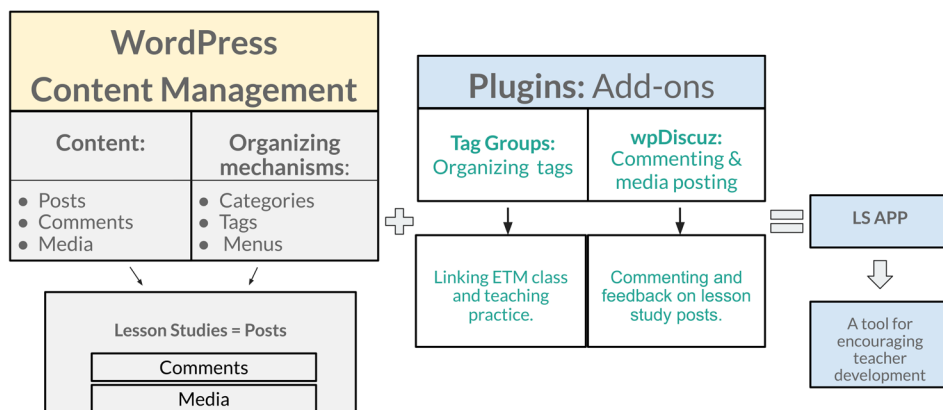 WordPress
Content Management
Content:
Organizing
mechanisms:
● Posts
● Comments
● Media
● Categories
● Tags
● Menus
Lesson Studies = Posts
Comments
Media
Plugins: Add-ons
Tag Groups:
Organizing tags
wpDiscuz:
Commenting &
media posting
Linking ETM class
and teaching
practice.
Commenting and
feedback on lesson
study posts.
LS APP
A tool for
encouraging
teacher
development